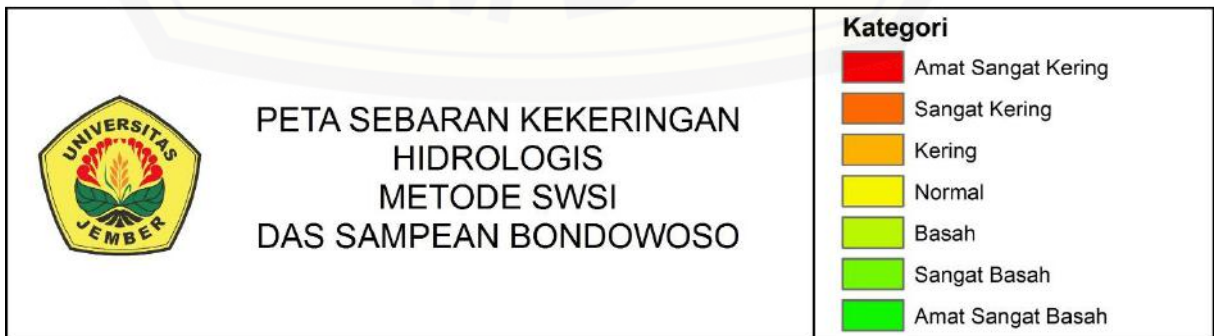 UNIVERSITAS
JEMBER
PETA SEBARAN KEKERINGAN
HIDROLOGIS
METODE SWSI
DAS SAMPEAN BONDOWOSO
Kategori
Amat Sangat Kering
Sangat Kering
Kering
Normal
Basah
Sangat Basah
Amat Sangat Basah